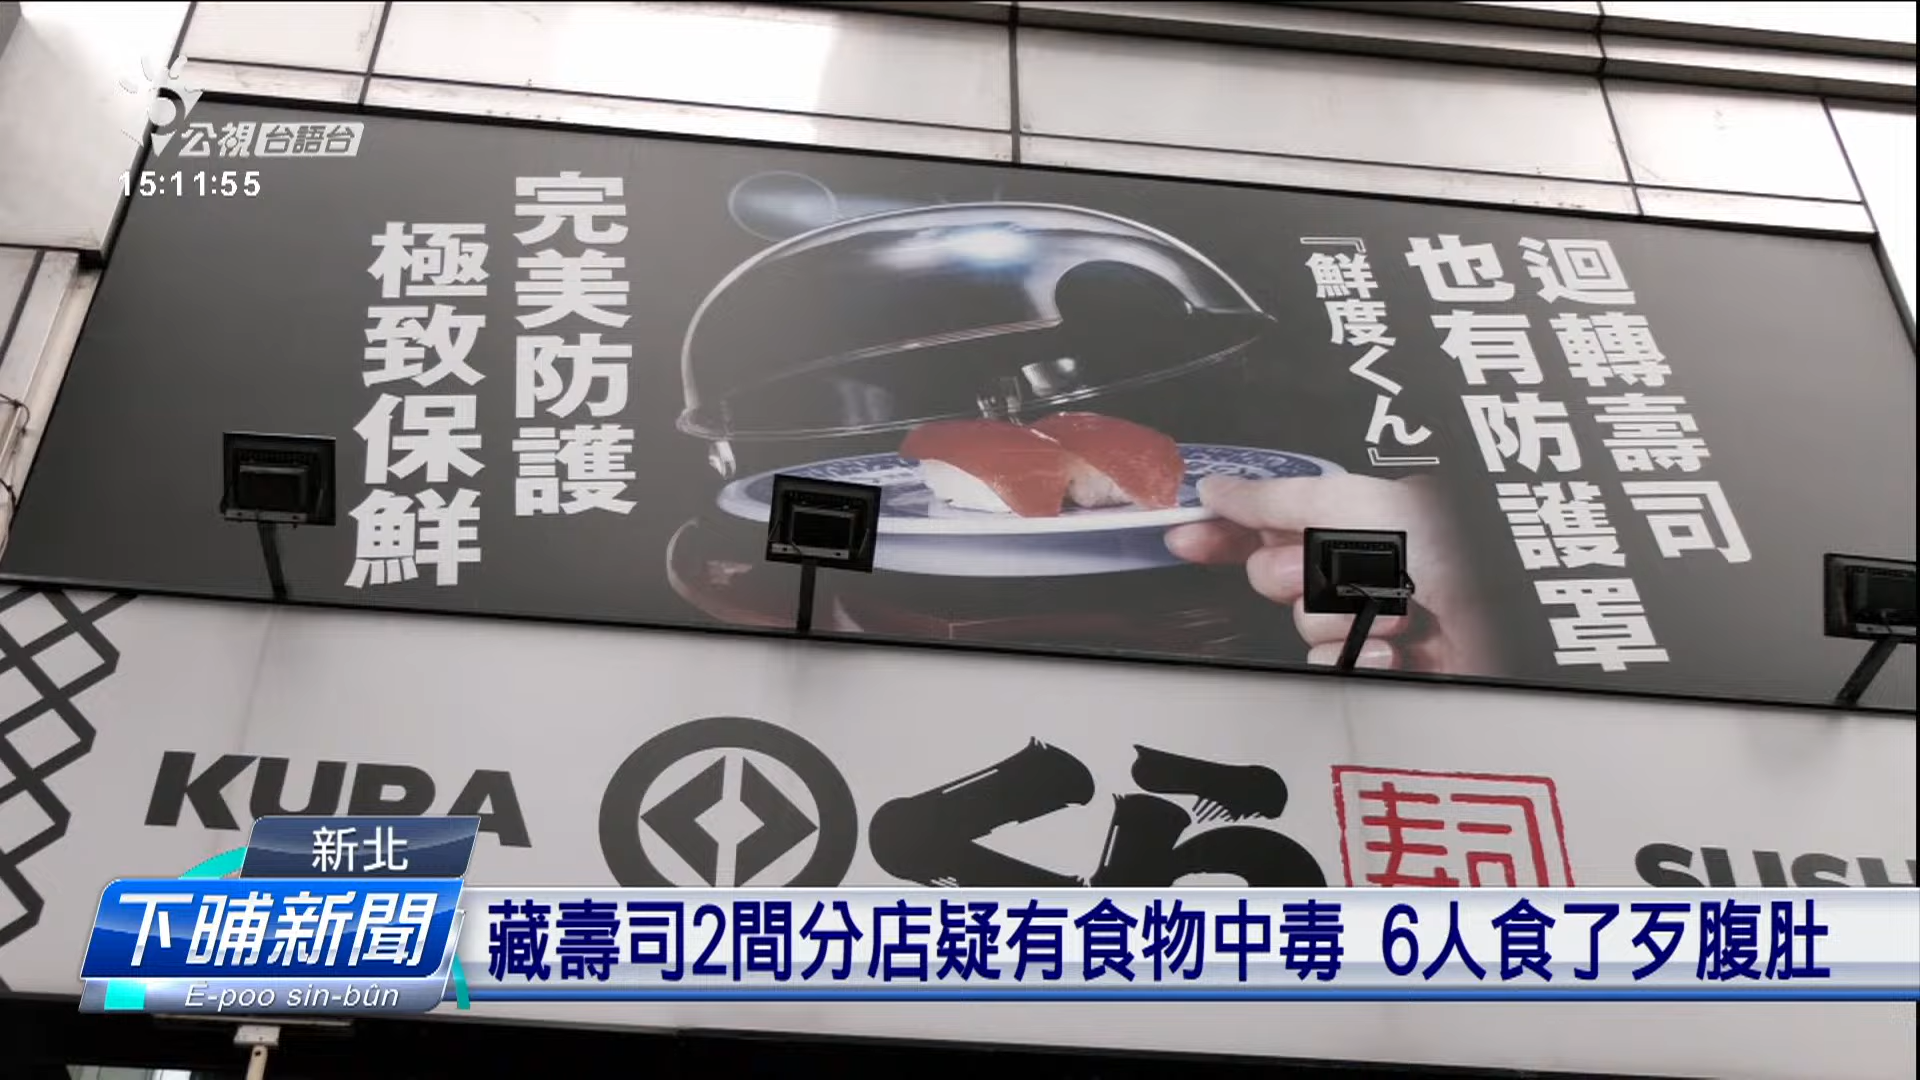 公視 台語台
15:11:55
迴轉壽司
也有防護罩
『鮮度くん』
完美防護
極致保鮮
KURA くら 寿司 SUSH
新北
下晡新聞
Ē-poo sin-bûn
藏壽司2間分店疑有食物中毒 6人食了歹腹肚